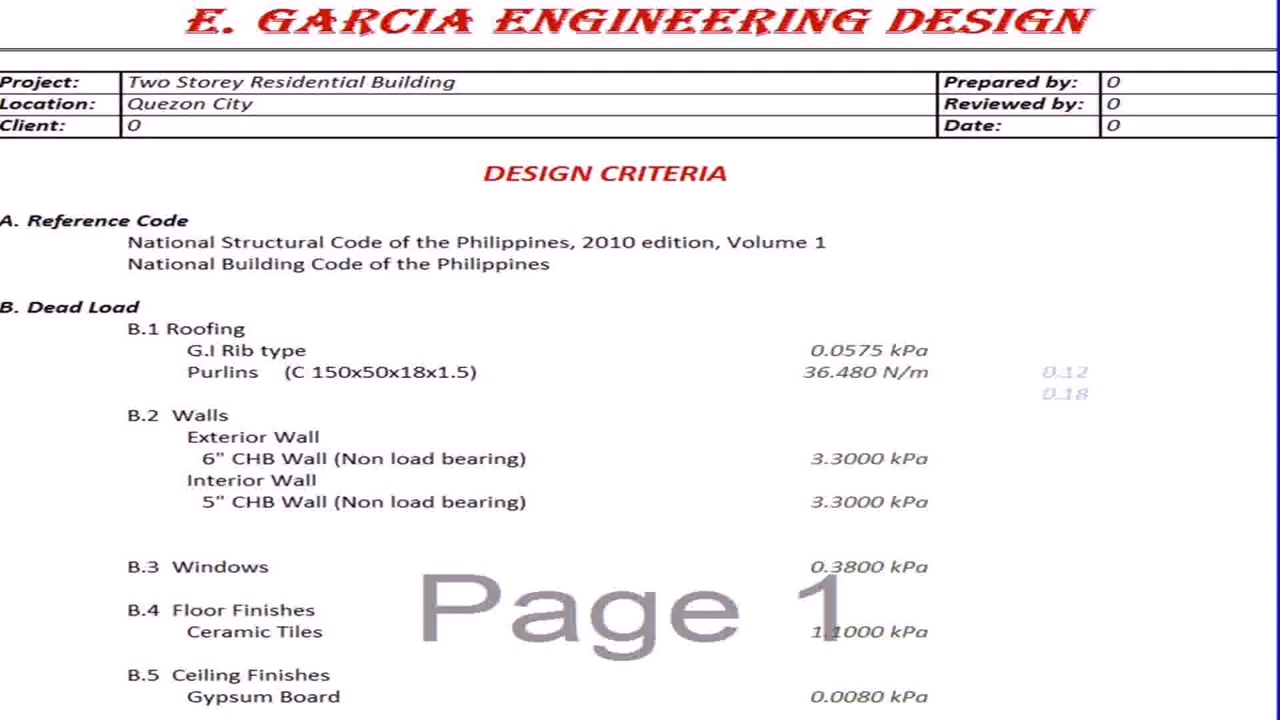 E. GARCIA ENGINEERING DESIGN
Project: Two Storey Residential Building Prepared by: 0
Location: Quezon City Reviewed by: 0
Client: 0 Date: 0
DESIGN CRITERIA
A. Reference Code
National Structural Code of the Philippines, 2010 edition, Volume 1
National Building Code of the Philippines
B. Dead Load
B.1 Roofing
G.I Rib type 0.0575 kPa
Purlins (C 150x50x18x1.5) 36.480 N/m 0.12
0.18
B.2 Walls
Exterior Wall
6" CHB Wall (Non load bearing) 3.3000 kPa
Interior Wall
5" CHB Wall (Non load bearing) 3.3000 kPa
B.3 Windows 0.3800 kPa
Page 1
B.4 Floor Finishes
Ceramic Tiles 1.1000 kPa
B.5 Ceiling Finishes
Gypsum Board 0.0080 kPa